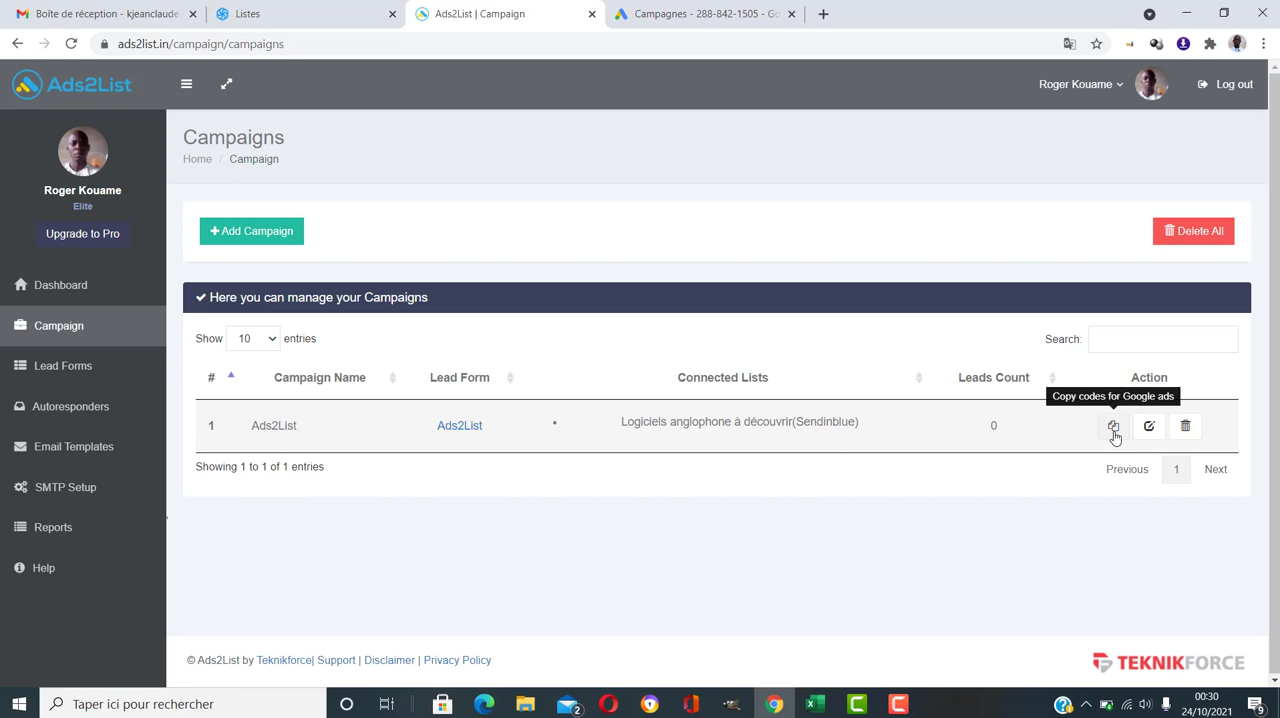 Boîte de réception - kjeanclaude
Listes
Ads2List | Campaign
Campagnes - 288-842-1505 - Go
ads2list.in/campaign/campaigns
Ads2List
Roger Kouame
Log out
Roger Kouame
Elite
Upgrade to Pro
Dashboard
Campaign
Lead Forms
Autoresponders
Email Templates
SMTP Setup
Reports
Help
Campaigns
Home / Campaign
+ Add Campaign
Delete All
Here you can manage your Campaigns
Show 10 entries
Search:
# Campaign Name Lead Form Connected Lists Leads Count Action
Copy codes for Google ads
1 Ads2List Ads2List • Logiciels anglophone à découvrir(Sendinblue) 0
Showing 1 to 1 of 1 entries
Previous 1 Next
© Ads2List by Teknikforce| Support | Disclaimer | Privacy Policy
TEKNIKFORCE
Taper ici pour rechercher
2
00:30
24/10/2021
9